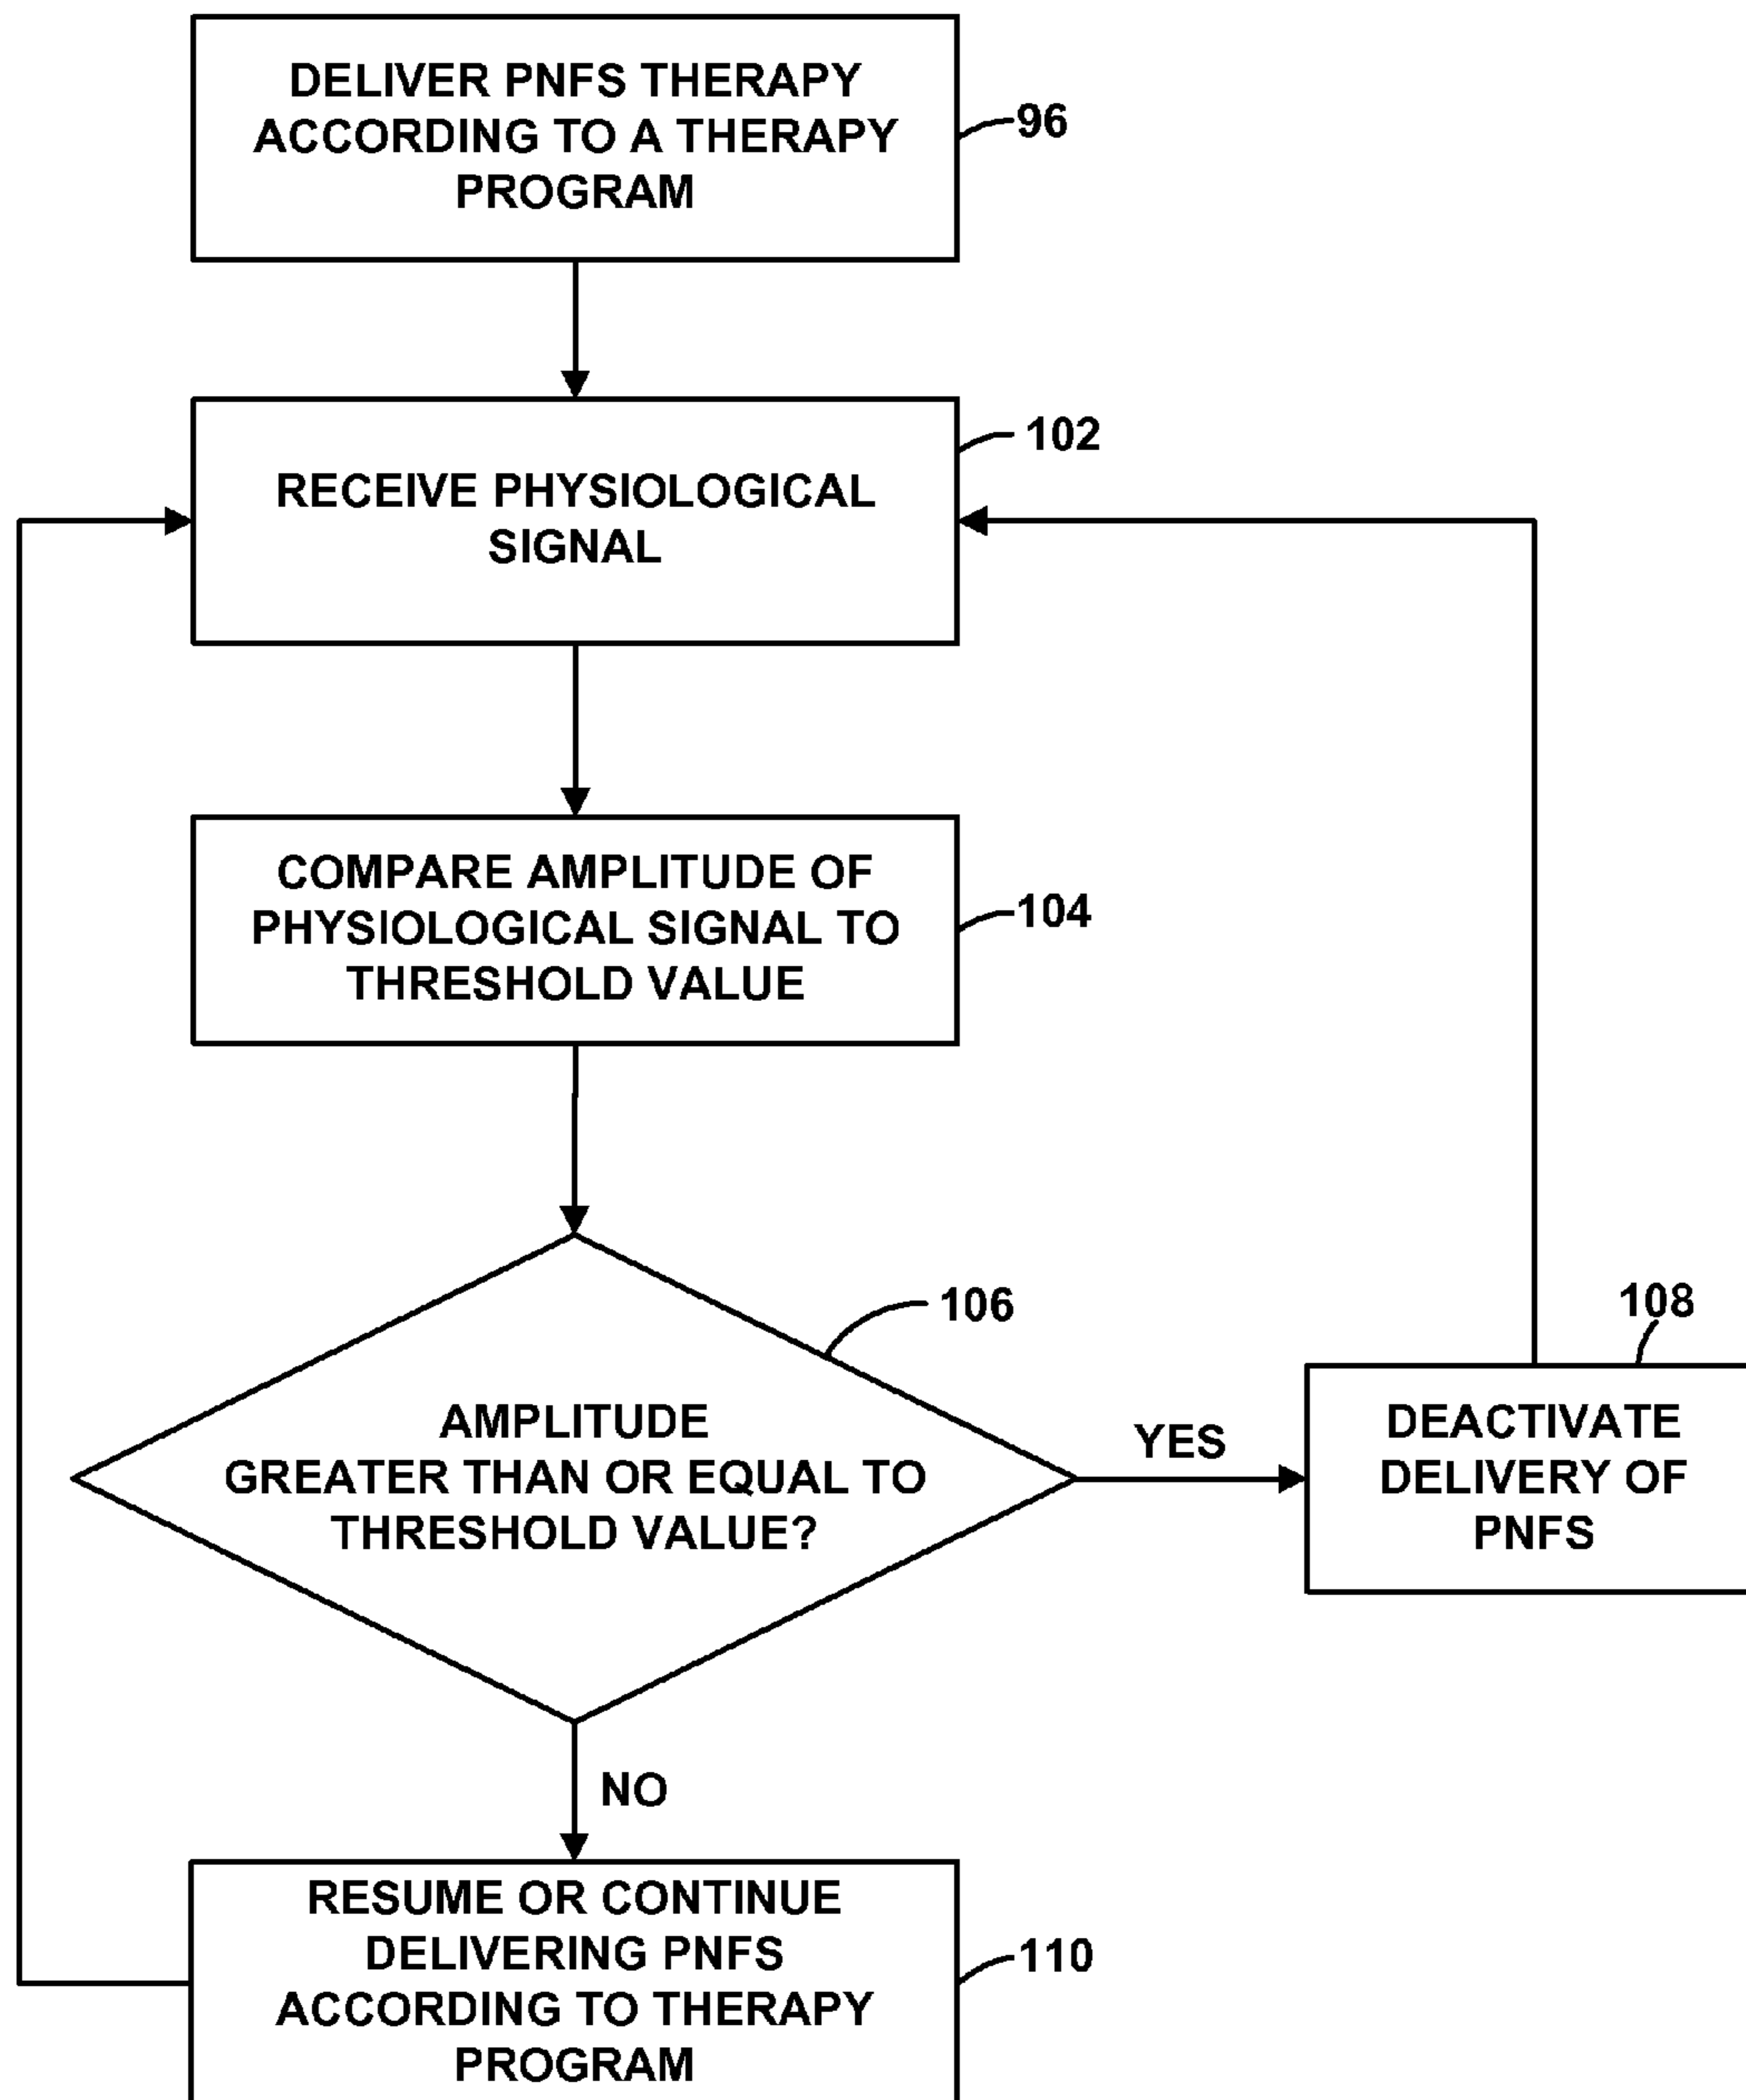 DELIVER PNFS THERAPY
ACCORDING TO A THERAPY
PROGRAM
96
102
RECEIVE PHYSIOLOGICAL
SIGNAL
COMPARE AMPLITUDE OF
PHYSIOLOGICAL SIGNAL TO
THRESHOLD VALUE
104
106
108
AMPLITUDE
GREATER THAN OR EQUAL TO
THRESHOLD VALUE?
YES
DEACTIVATE
DELIVERY OF
PNFS
NO
RESUME OR CONTINUE
DELIVERING PNFS
ACCORDING TO THERAPY
PROGRAM
110